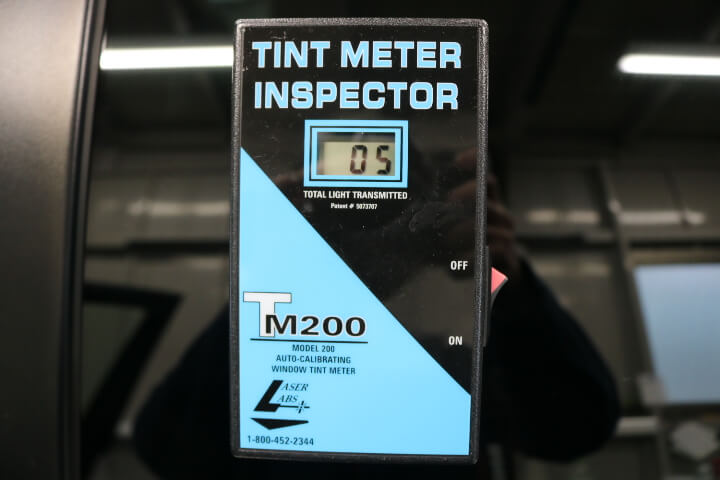 TINT METER
INSPECTOR
05
TOTAL LIGHT TRANSMITTED
Patent # 5073707
OFF
ON
TM200
MODEL 200
AUTO-CALIBRATING
WINDOW TINT METER
LASER
LABS
1-800-452-2344